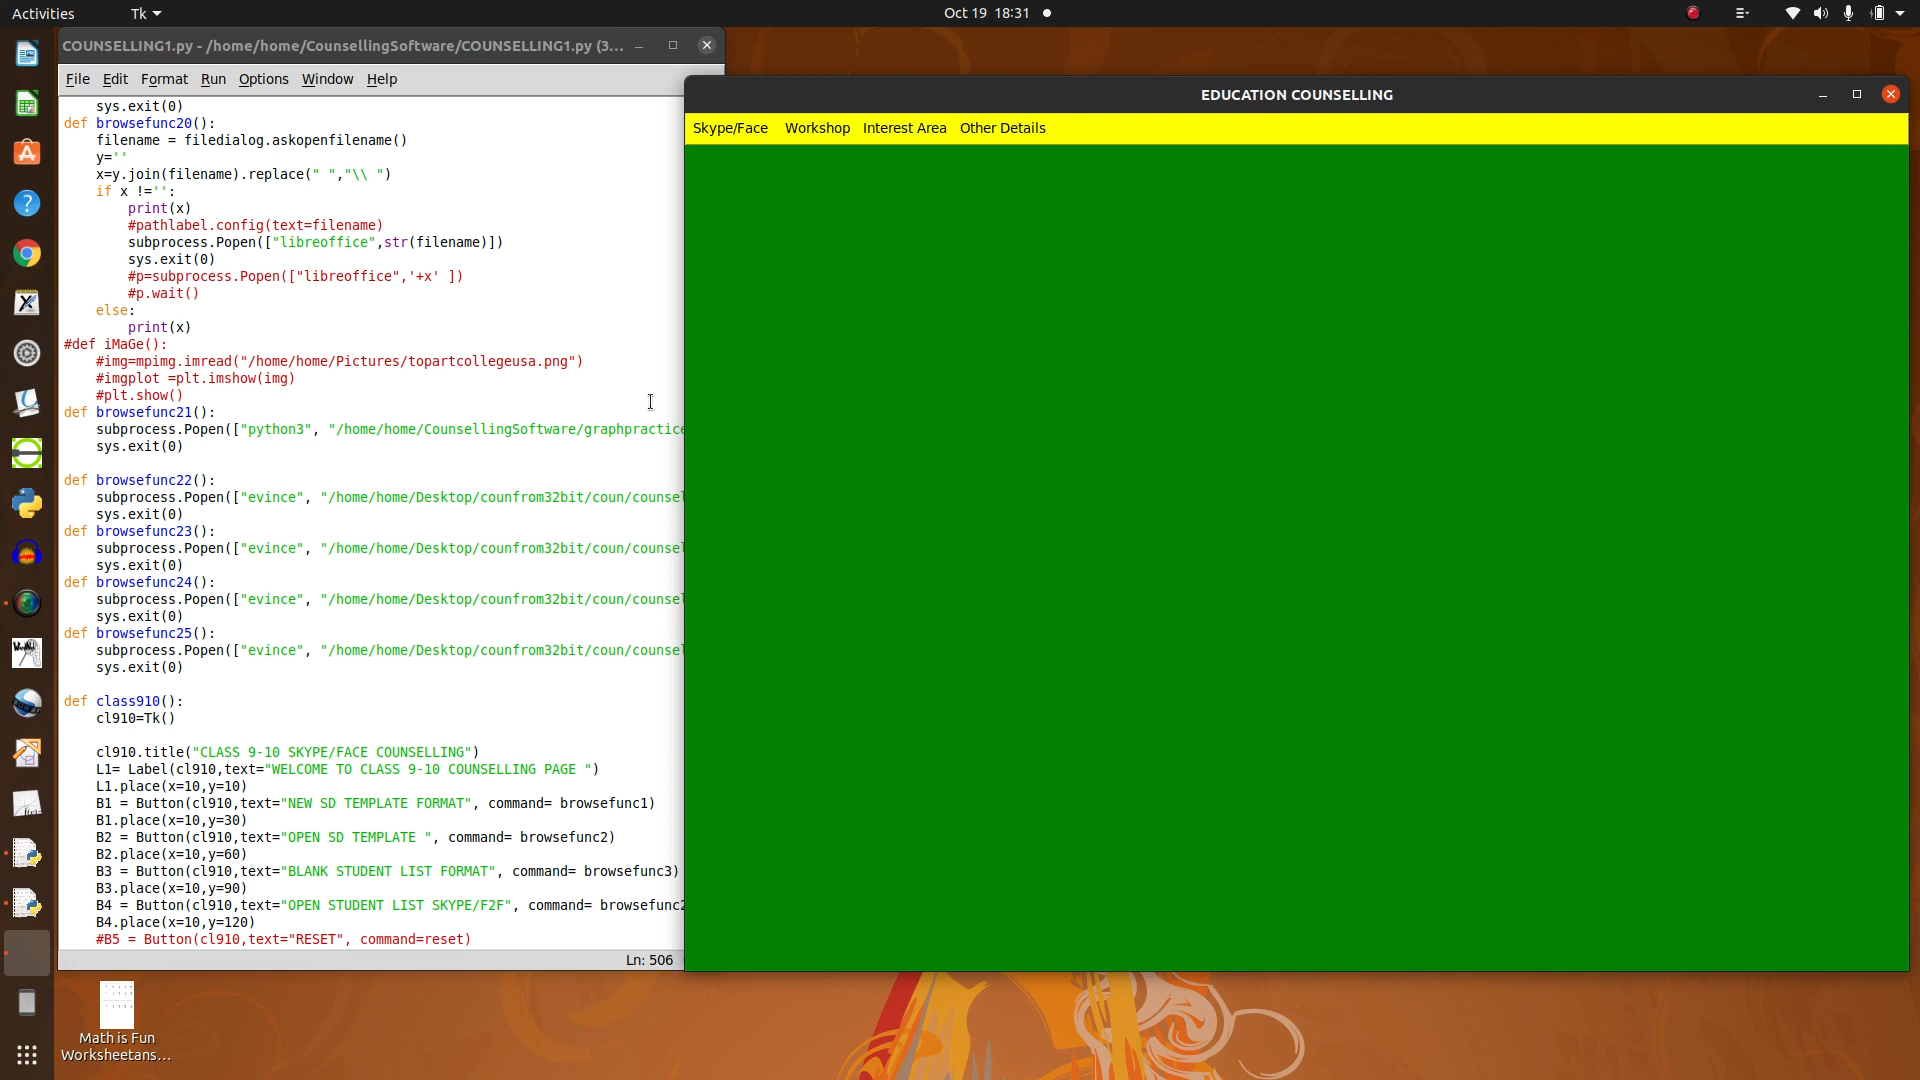 Activities Tk Oct 19 18:31
COUNSELLING1.py - /home/home/CounsellingSoftware/COUNSELLING1.py (3...
File Edit Format Run Options Window Help
sys.exit(0)
def browsefunc20():
filename = filedialog.askopenfilename()
y=''
x=y.join(filename).replace(" ","\\ ")
if x !='':
print(x)
#pathlabel.config(text=filename)
subprocess.Popen(["libreoffice",str(filename)])
sys.exit(0)
#p=subprocess.Popen(["libreoffice",'+x' ])
#p.wait()
else:
print(x)
#def iMaGe():
#img=mpimg.imread("/home/home/Pictures/topartcollegeusa.png")
#imgplot =plt.imshow(img)
#plt.show()
def browsefunc21():
subprocess.Popen(["python3", "/home/home/CounsellingSoftware/graphpractice
sys.exit(0)
def browsefunc22():
subprocess.Popen(["evince", "/home/home/Desktop/counfrom32bit/coun/counsel
sys.exit(0)
def browsefunc23():
subprocess.Popen(["evince", "/home/home/Desktop/counfrom32bit/coun/counsel
sys.exit(0)
def browsefunc24():
subprocess.Popen(["evince", "/home/home/Desktop/counfrom32bit/coun/counsel
sys.exit(0)
def browsefunc25():
subprocess.Popen(["evince", "/home/home/Desktop/counfrom32bit/coun/counsel
sys.exit(0)
def class910():
cl910=Tk()
cl910.title("CLASS 9-10 SKYPE/FACE COUNSELLING")
L1= Label(cl910,text="WELCOME TO CLASS 9-10 COUNSELLING PAGE ")
L1.place(x=10,y=10)
B1 = Button(cl910,text="NEW SD TEMPLATE FORMAT", command= browsefunc1)
B1.place(x=10,y=30)
B2 = Button(cl910,text="OPEN SD TEMPLATE ", command= browsefunc2)
B2.place(x=10,y=60)
B3 = Button(cl910,text="BLANK STUDENT LIST FORMAT", command= browsefunc3)
B3.place(x=10,y=90)
B4 = Button(cl910,text="OPEN STUDENT LIST SKYPE/F2F", command= browsefunc2
B4.place(x=10,y=120)
#B5 = Button(cl910,text="RESET", command=reset)
Ln: 506
EDUCATION COUNSELLING
Skype/Face Workshop Interest Area Other Details
Math is Fun
Worksheetans...